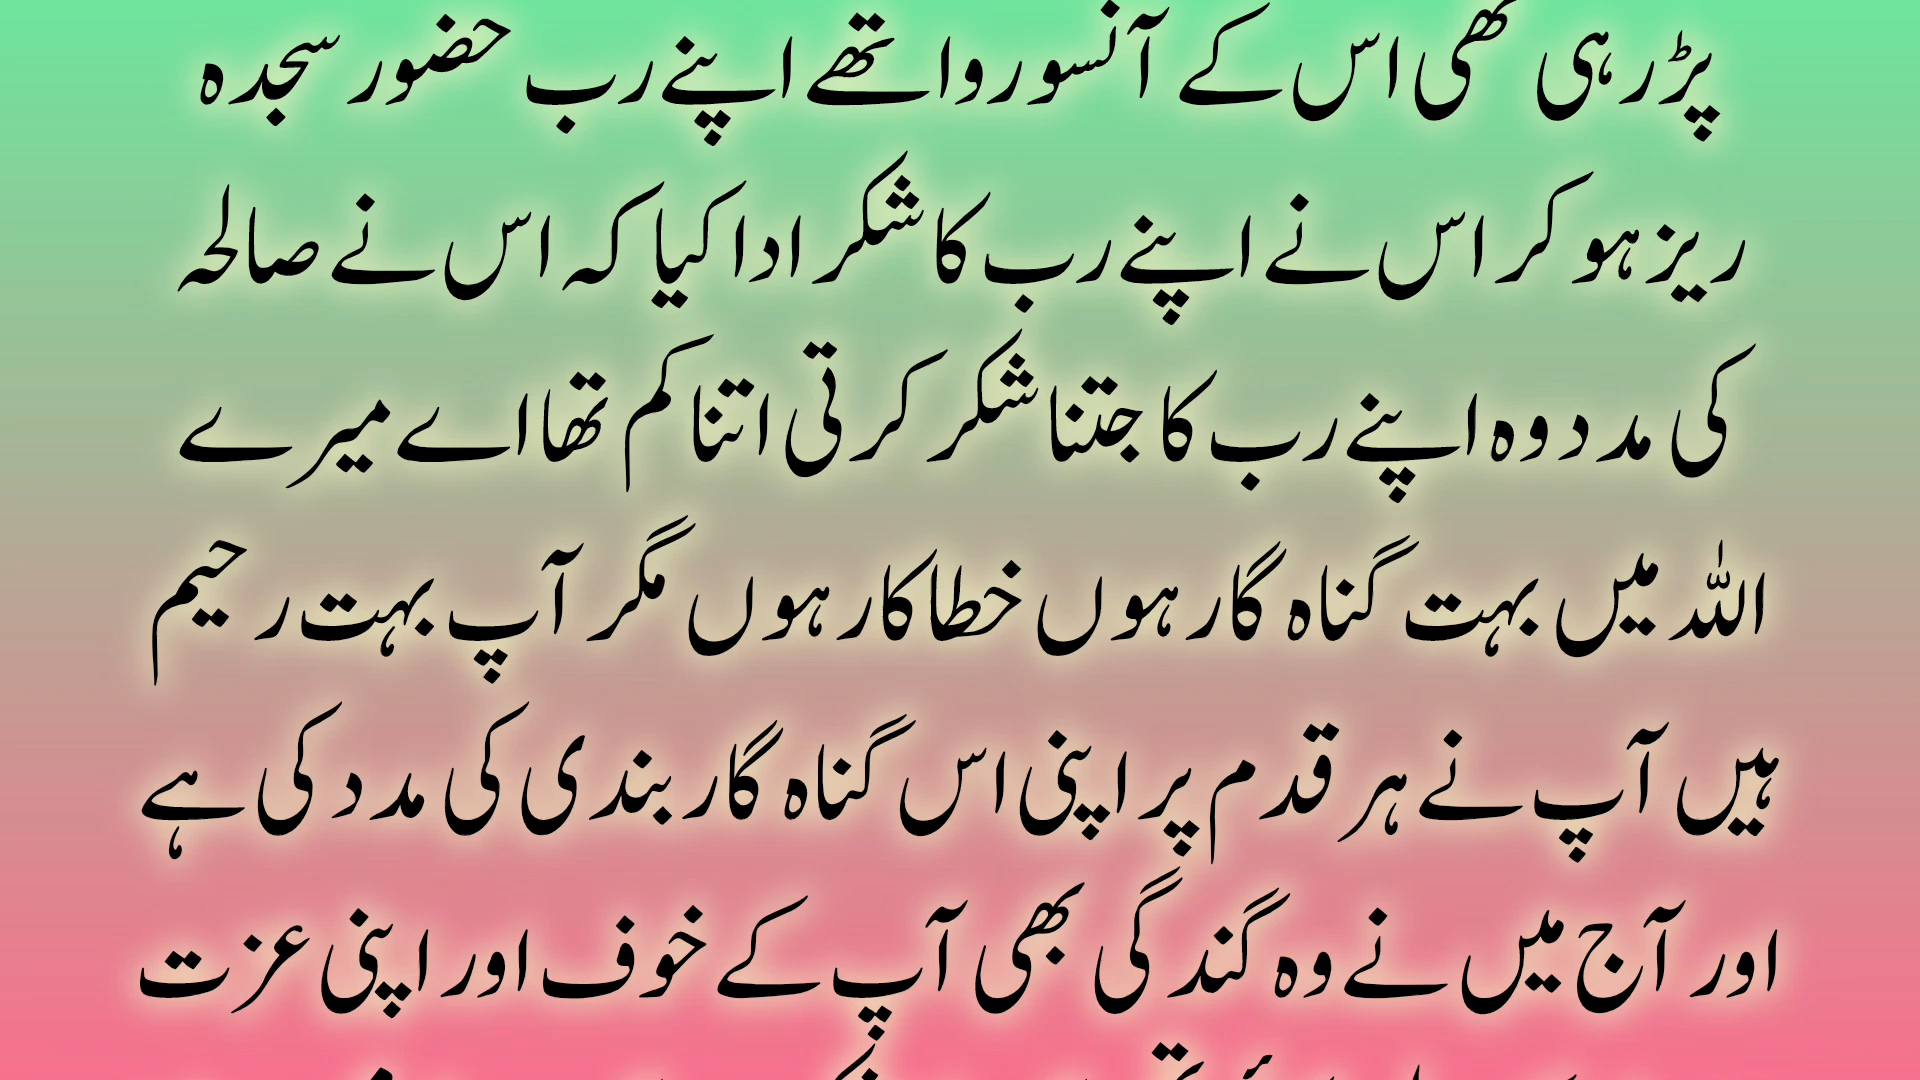 پڑرہی تھی اس کے آنسو رواتھے اپنے رب حضور سجدہ
ریز ہو کر اس نے اپنے رب کا شکر ادا کیا کہ اس نے صالحہ
کی مدد وہ اپنے رب کا جتنا شکر کرتی اتنا کم تھا اے میرے
اللہ میں بہت گناہ گار ہوں خطا کار ہوں مگر آپ بہت رحیم
ہیں آپ نے ہر قدم پر اپنی اس گناہ گار بندی کی مدد کی ہے
اور آج میں نے وہ گندگی بھی آپ کے خوف اور اپنی عزت